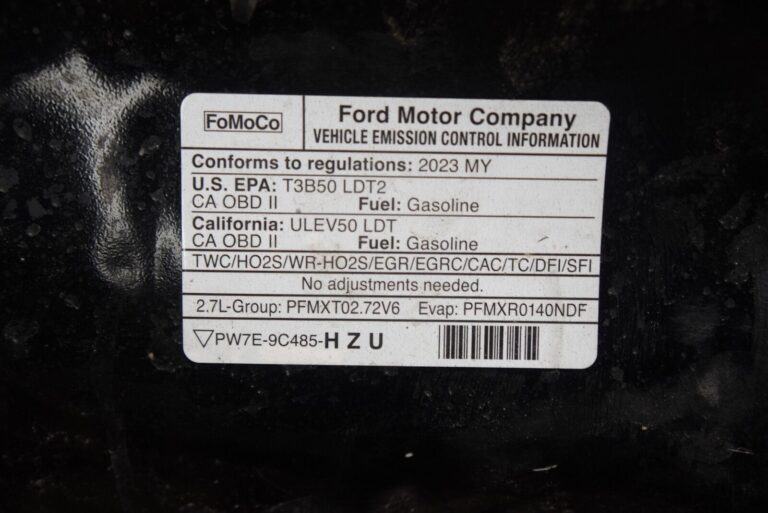 FoMoCo
Ford Motor Company
VEHICLE EMISSION CONTROL INFORMATION
Conforms to regulations: 2023 MY
U.S. EPA: T3B50 LDT2
CA OBD II Fuel: Gasoline
California: ULEV50 LDT
CA OBD II Fuel: Gasoline
TWC/HO2S/WR-HO2S/EGR/EGRC/CAC/TC/DFI/SFI
No adjustments needed.
2.7L-Group: PFMXT02.72V6 Evap: PFMXR0140NDF
▽PW7E-9C485-H Z U